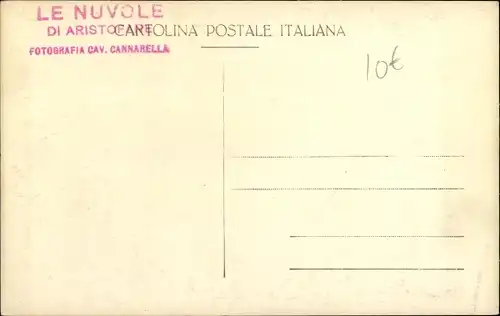 LE NUVOLE
DI ARISTOFANE
CARTOLINA POSTALE ITALIANA
FOTOGRAFIA CAV. CANNARELLA
10€